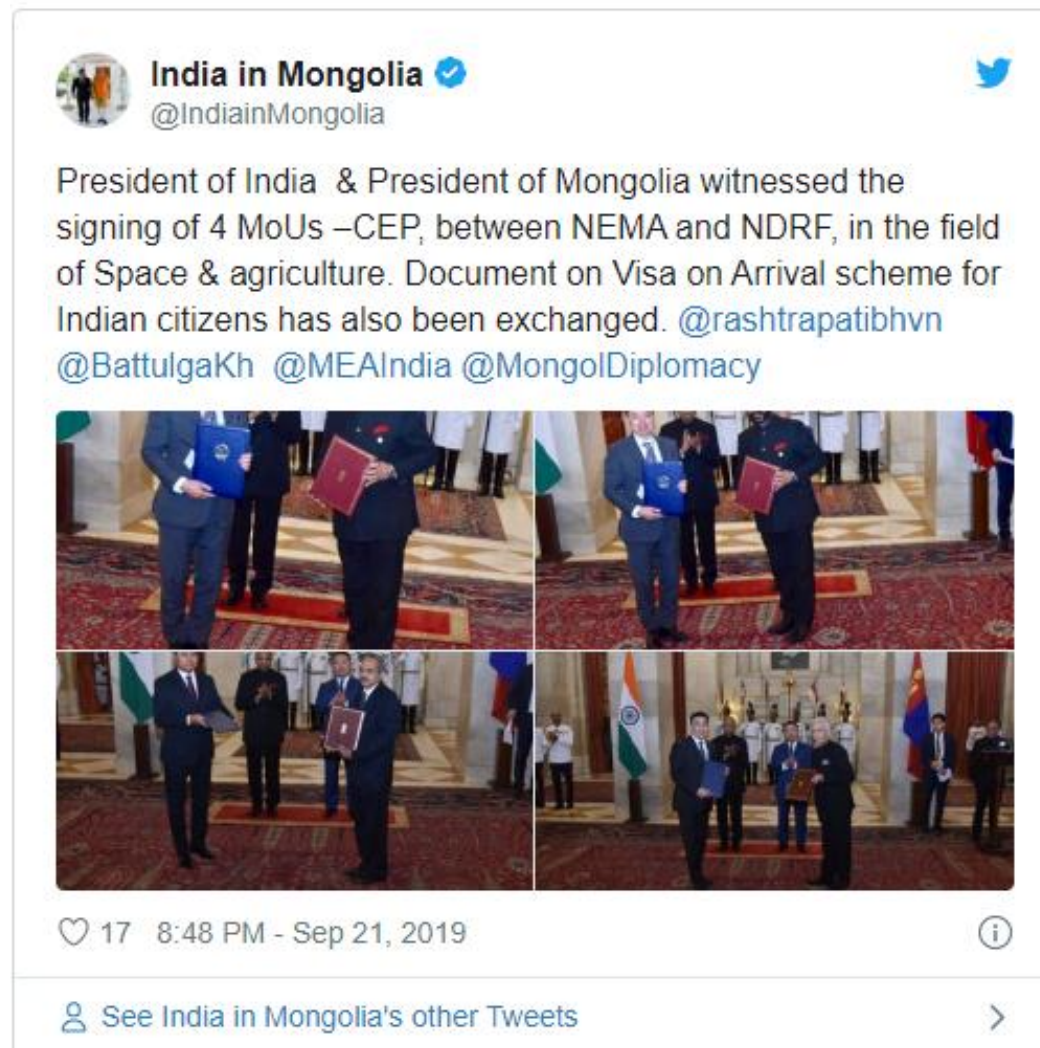 India in Mongolia
@IndiainMongolia
President of India & President of Mongolia witnessed the
signing of 4 MoUs –CEP, between NEMA and NDRF, in the field
of Space & agriculture. Document on Visa on Arrival scheme for
Indian citizens has also been exchanged. @rashtrapatibhvn
@BattulgaKh @MEAIndia @MongolDiplomacy
17 8:48 PM - Sep 21, 2019
See India in Mongolia's other Tweets